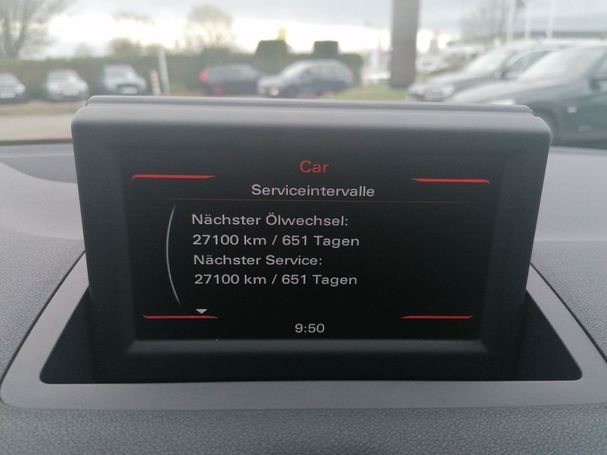 Car
Serviceintervalle
Nächster Ölwechsel:
27100 km / 651 Tagen
Nächster Service:
27100 km / 651 Tagen
9:50